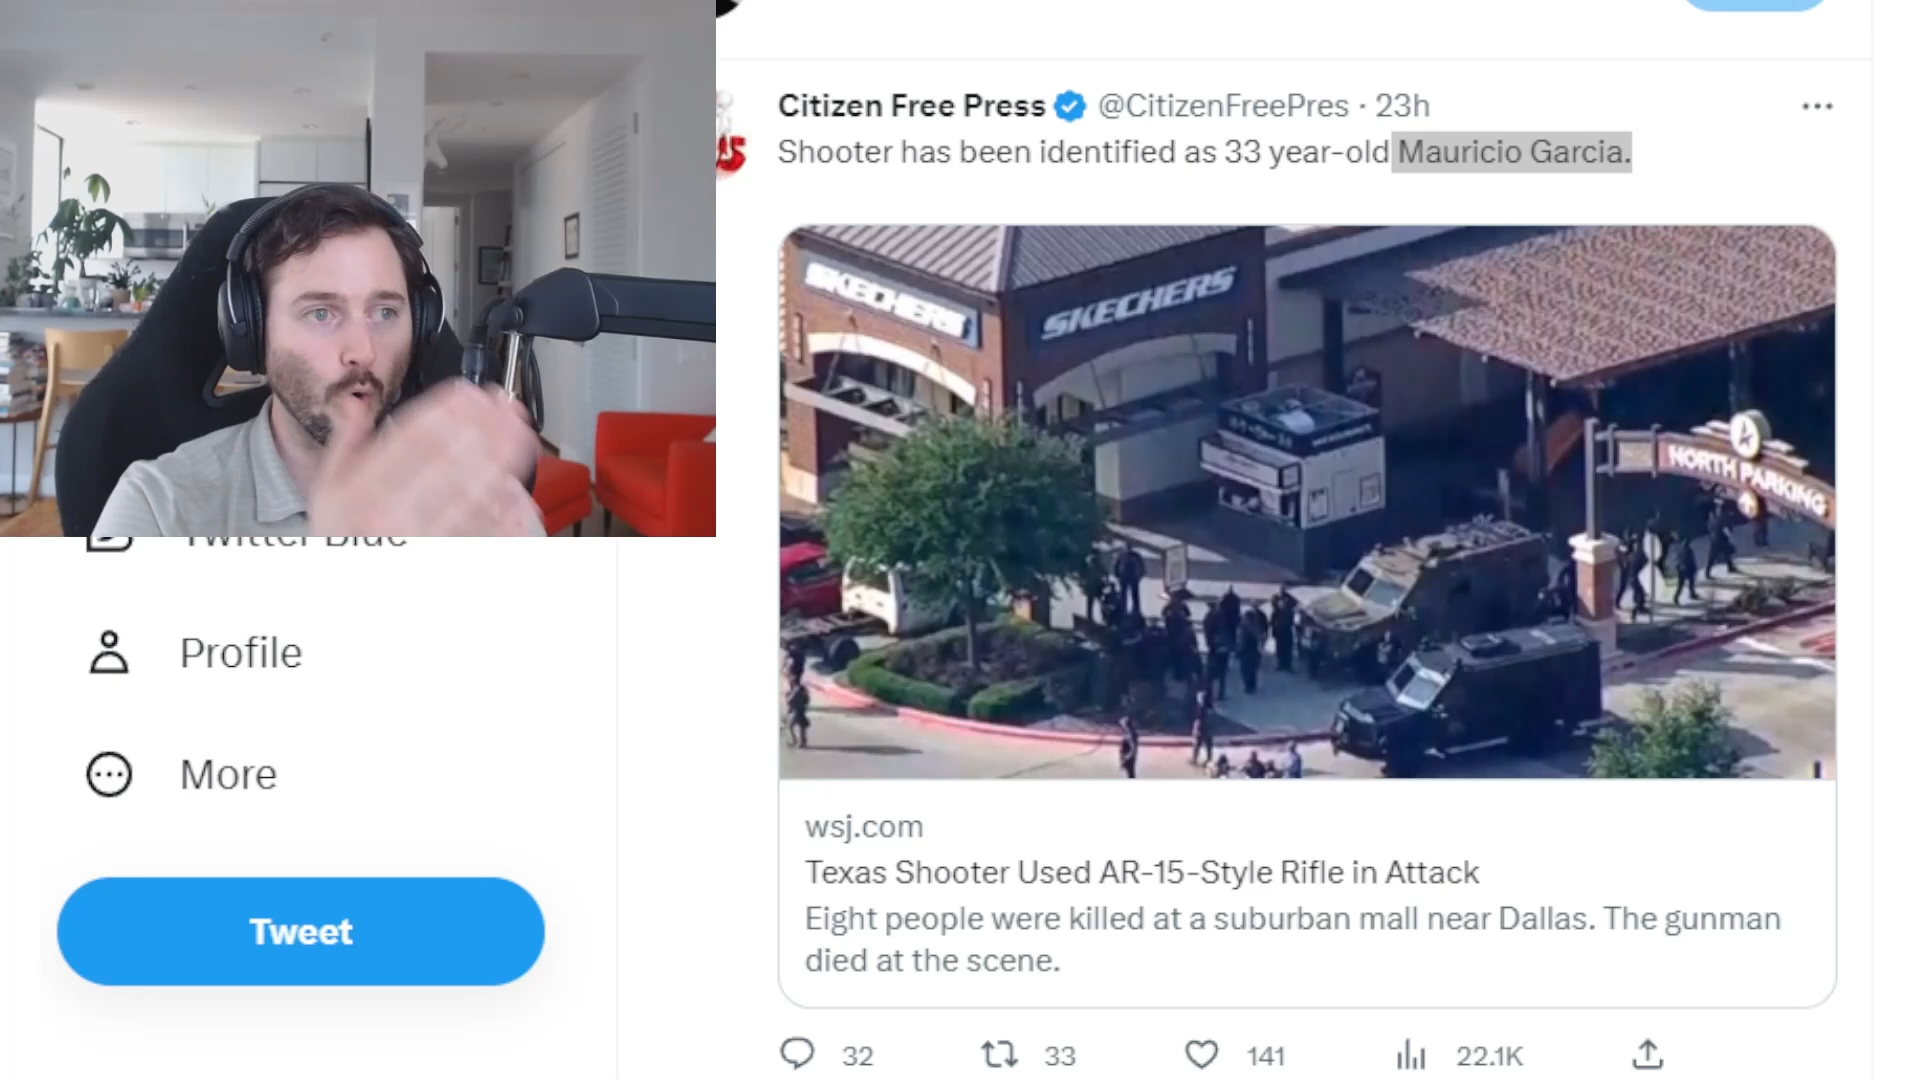 Citizen Free Press @CitizenFreePres · 23h
Shooter has been identified as 33 year-old Mauricio Garcia.
SKECHERS
SKECHERS
NORTH PARKING
wsj.com
Texas Shooter Used AR-15-Style Rifle in Attack
Eight people were killed at a suburban mall near Dallas. The gunman
died at the scene.
32 33 141 22.1K
Twitter Blue
Profile
More
Tweet